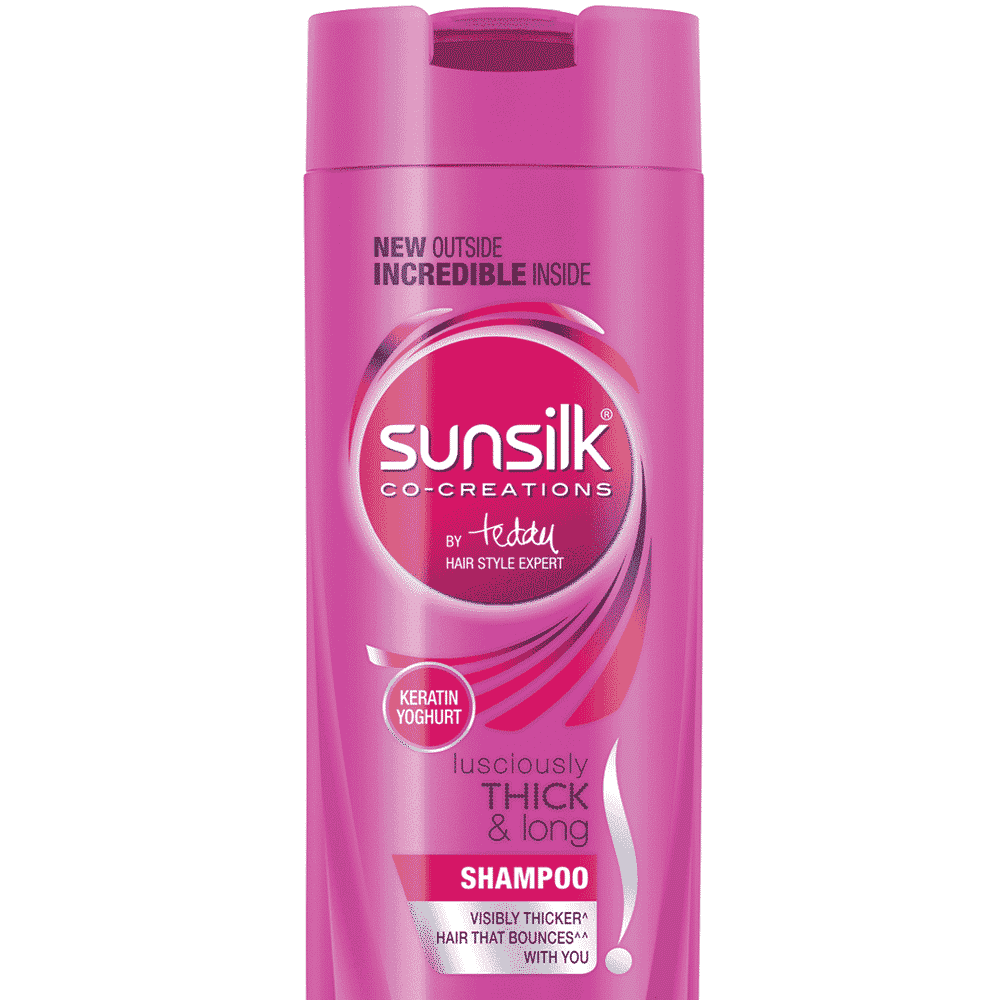 NEW OUTSIDE
INCREDIBLE INSIDE
sunsilk®
CO-CREATIONS
BY teddy
HAIR STYLE EXPERT
KERATIN
YOGHURT
lusciously
THICK
& long
SHAMPOO
VISIBLY THICKER^
HAIR THAT BOUNCES^^
WITH YOU